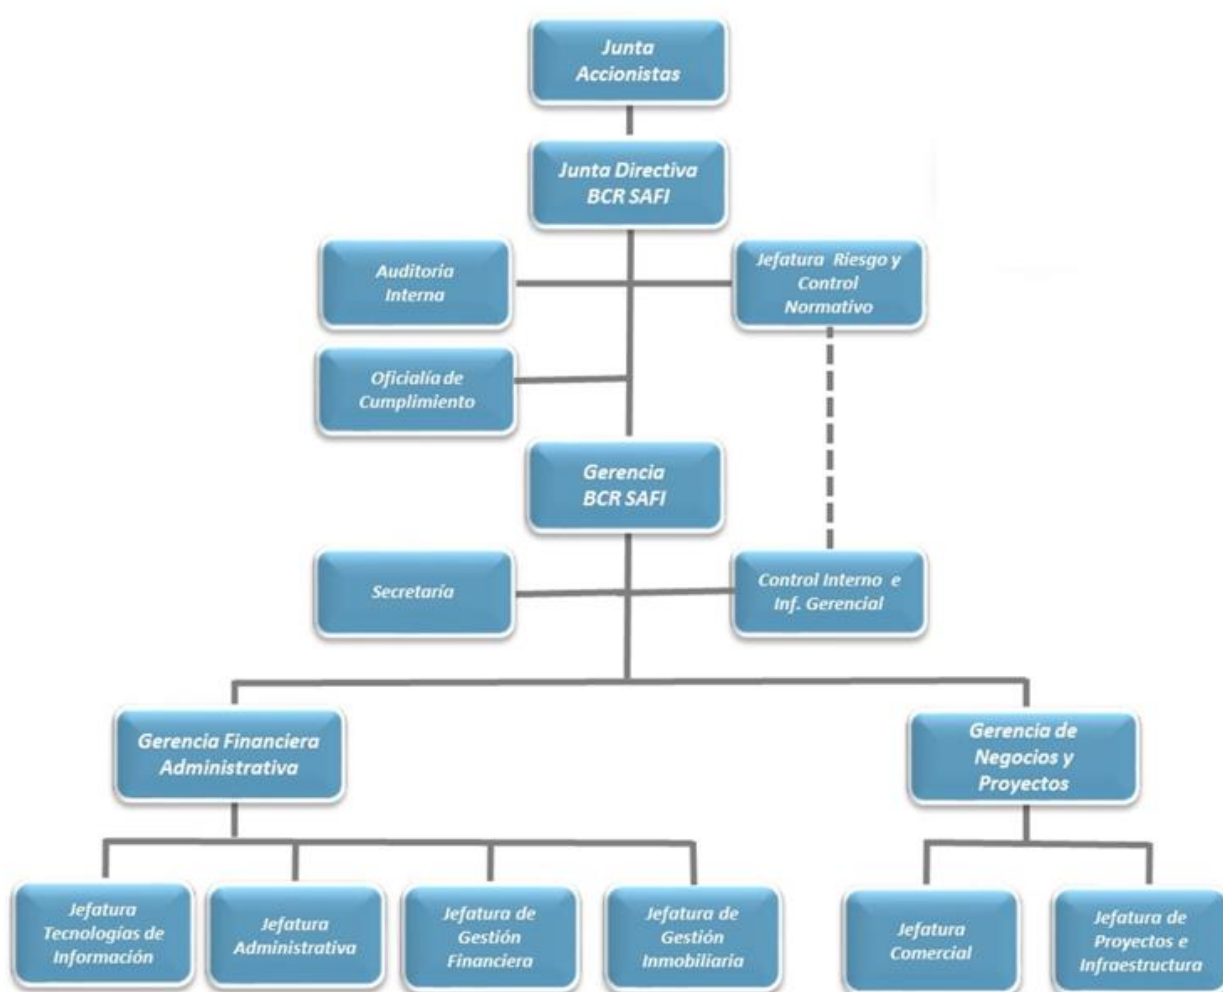 Junta
Accionistas
Junta Directiva
BCR SAFI
Auditoria
Interna
Jefatura Riesgo y
Control
Normativo
Oficialía de
Cumplimiento
Gerencia
BCR SAFI
Secretaría
Control Interno e
Inf. Gerencial
Gerencia Financiera
Administrativa
Gerencia de
Negocios y
Proyectos
Jefatura
Tecnologías de
Información
Jefatura
Administrativa
Jefatura de
Gestión
Financiera
Jefatura de
Gestión
Inmobiliaria
Jefatura
Comercial
Jefatura de
Proyectos e
Infraestructura